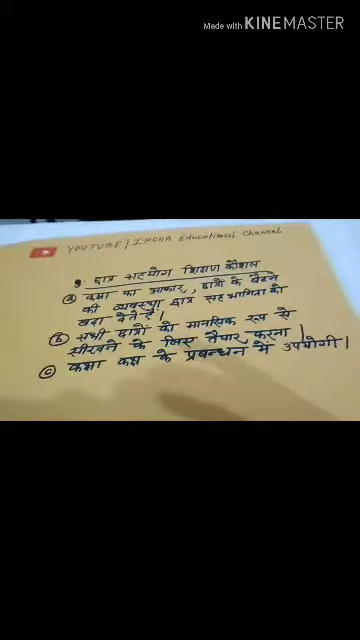 Made with KINEMASTER
YOUTUBE | IPSHA Educational Channel
9. छात्र सहयोग शिक्षण कौशल
(a) कक्षा का आकार, छात्रों के बैठने
की व्यवस्था छात्र सहभागिता को
बढ़ा देते हैं।
(b) सभी छात्रों को मानसिक रूप से
सीखने के लिए तैयार करना।
(c) कक्षा कक्ष के प्रबन्धन में उपयोगी।